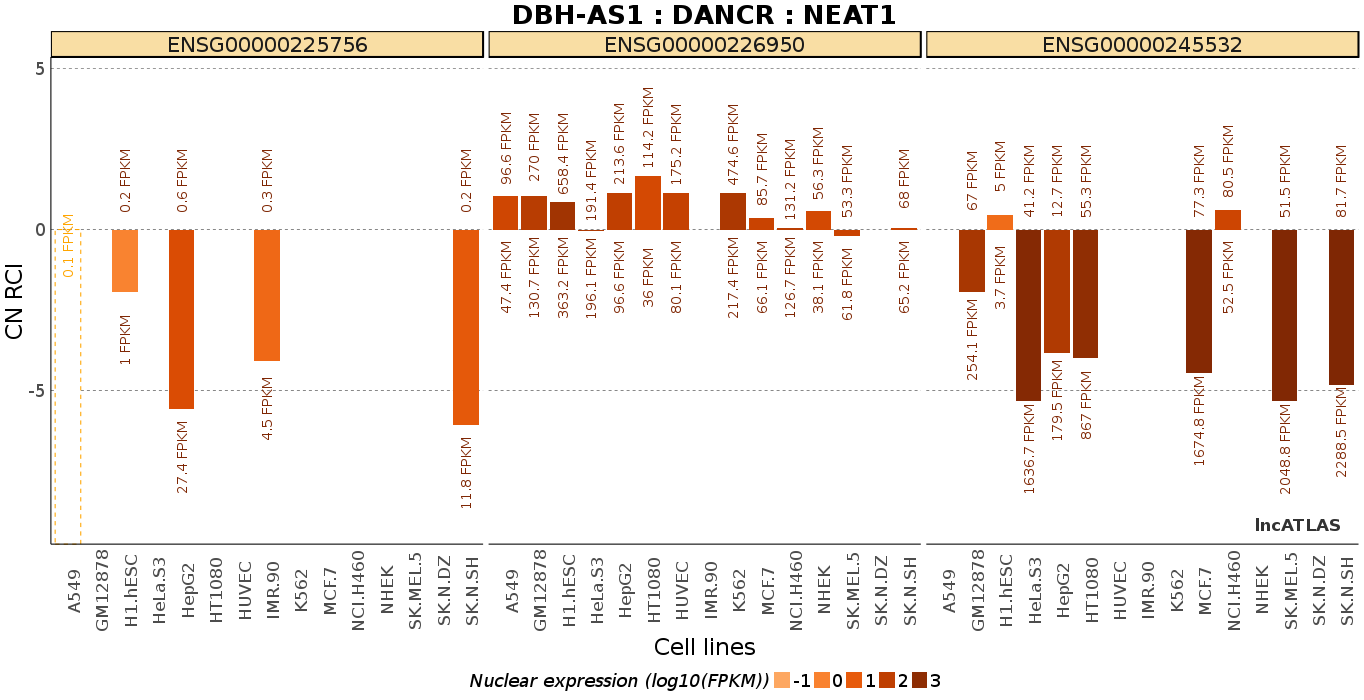 DBH-AS1 : DANCR : NEAT1
ENSG00000225756
ENSG00000226950
ENSG00000245532
CN RCI
5
0
-5
0.1 FPKM
0.2 FPKM
1 FPKM
0.6 FPKM
27.4 FPKM
0.3 FPKM
4.5 FPKM
0.2 FPKM
11.8 FPKM
96.6 FPKM
47.4 FPKM
270 FPKM
130.7 FPKM
658.4 FPKM
363.2 FPKM
191.4 FPKM
196.1 FPKM
213.6 FPKM
96.6 FPKM
114.2 FPKM
36 FPKM
175.2 FPKM
80.1 FPKM
474.6 FPKM
217.4 FPKM
85.7 FPKM
66.1 FPKM
131.2 FPKM
126.7 FPKM
56.3 FPKM
38.1 FPKM
53.3 FPKM
61.8 FPKM
68 FPKM
65.2 FPKM
67 FPKM
254.1 FPKM
5 FPKM
3.7 FPKM
41.2 FPKM
1636.7 FPKM
12.7 FPKM
179.5 FPKM
55.3 FPKM
867 FPKM
77.3 FPKM
1674.8 FPKM
80.5 FPKM
52.5 FPKM
51.5 FPKM
2048.8 FPKM
81.7 FPKM
2288.5 FPKM
lncATLAS
A549
GM12878
H1.hESC
HeLa.S3
HepG2
HT1080
HUVEC
IMR.90
K562
MCF.7
NCI.H460
NHEK
SK.MEL.5
SK.N.DZ
SK.N.SH
A549
GM12878
H1.hESC
HeLa.S3
HepG2
HT1080
HUVEC
IMR.90
K562
MCF.7
NCI.H460
NHEK
SK.MEL.5
SK.N.DZ
SK.N.SH
A549
GM12878
H1.hESC
HeLa.S3
HepG2
HT1080
HUVEC
IMR.90
K562
MCF.7
NCI.H460
NHEK
SK.MEL.5
SK.N.DZ
SK.N.SH
Cell lines
Nuclear expression (log10(FPKM)) -1 0 1 2 3